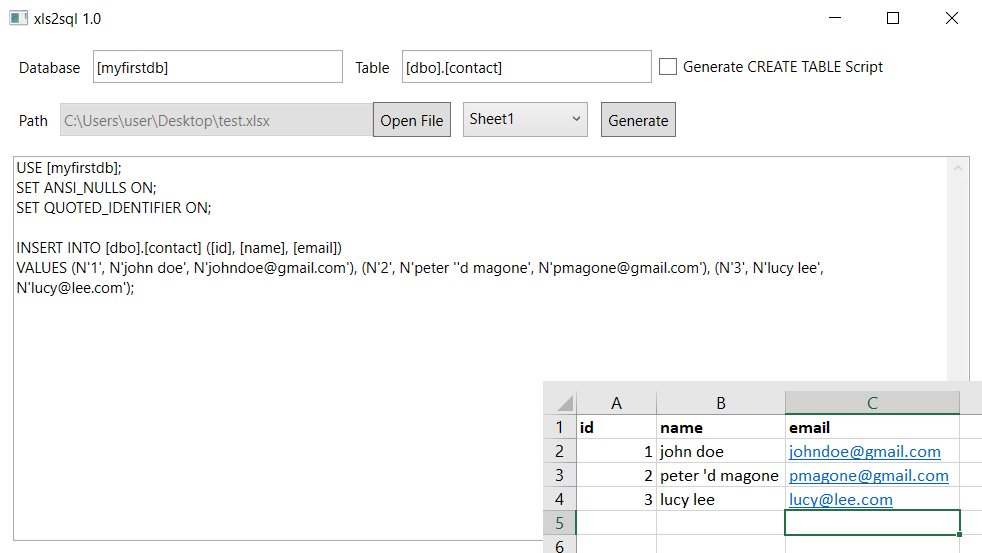 xls2sql 1.0
Database [myfirstdb] Table [dbo].[contact] Generate CREATE TABLE Script
Path C:\Users\user\Desktop\test.xlsx Open File Sheet1 Generate
USE [myfirstdb];
SET ANSI_NULLS ON;
SET QUOTED_IDENTIFIER ON;
INSERT INTO [dbo].[contact] ([id], [name], [email])
VALUES (N'1', N'john doe', N'johndoe@gmail.com'), (N'2', N'peter ''d magone', N'pmagone@gmail.com'), (N'3', N'lucy lee',
N'lucy@lee.com');
A B C
1 id name email
2 1 john doe johndoe@gmail.com
3 2 peter 'd magone pmagone@gmail.com
4 3 lucy lee lucy@lee.com
5
6